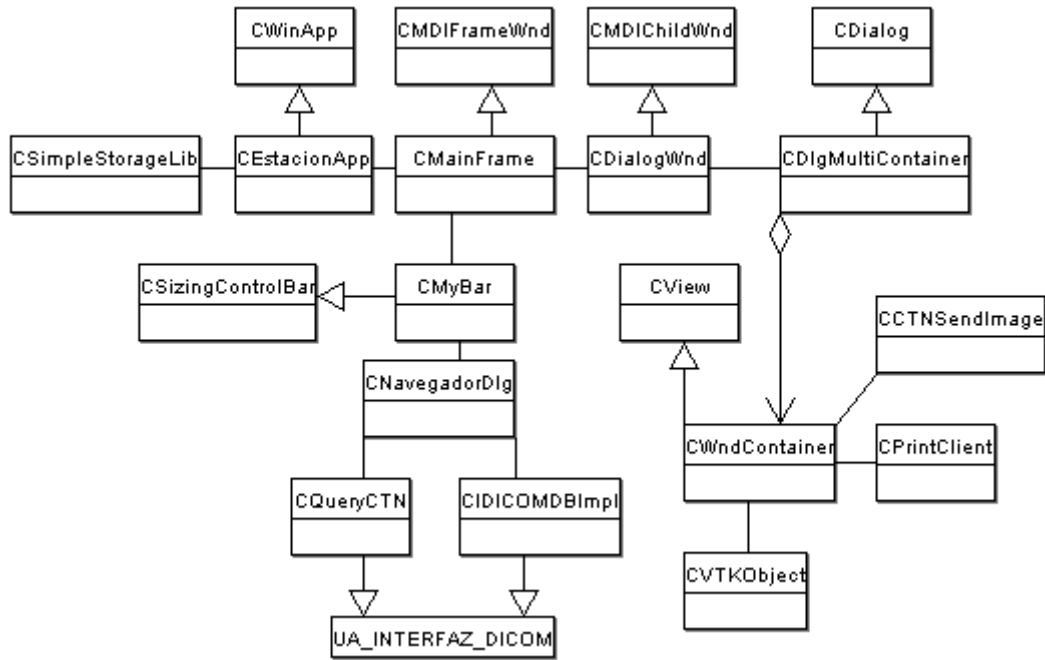 CWinApp
CMDIFrameWnd
CMDIChildWnd
CDialog
CSimpleStorageLib
CEstacionApp
CMainFrame
CDialogWnd
CDlgMultiContainer
CSizingControlBar
CMyBar
CView
CCTNSendImage
CNavegadorDlg
CWndContainer
CPrintClient
CQueryCTN
CIDICOMDBImpl
CVTKObject
UA_INTERFAZ_DICOM